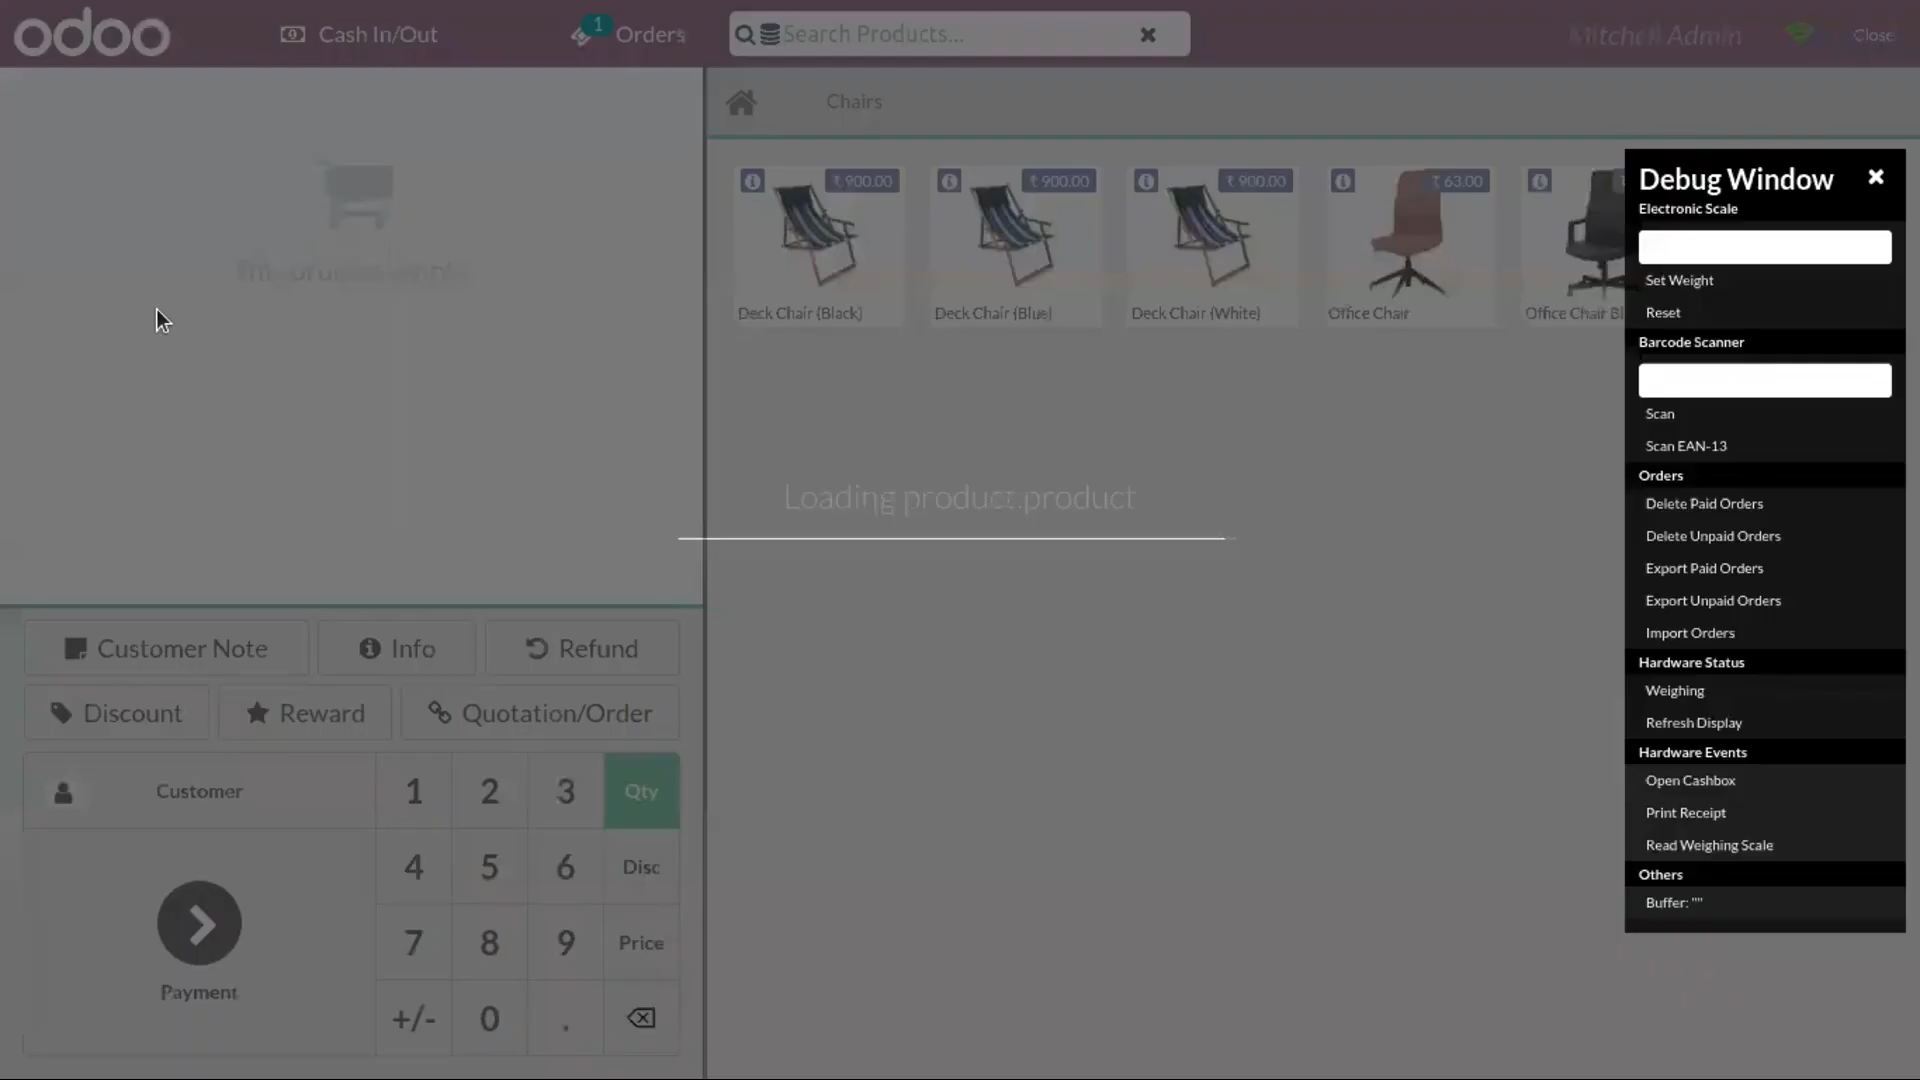 odoo
Cash In/Out
1
Orders
Search Products...
Mitchell Admin
Close
Chairs
₹ 900.00
₹ 900.00
₹ 900.00
₹ 63.00
Deck Chair (Black)
Deck Chair (Blue)
Deck Chair (White)
Office Chair
Office Chair Bl
Loading product.product
Customer Note
Info
Refund
Discount
Reward
Quotation/Order
Customer
1 2 3 Qty
4 5 6 Disc
7 8 9 Price
+/- 0 .
Payment
Debug Window
Electronic Scale
Set Weight
Reset
Barcode Scanner
Scan
Scan EAN-13
Orders
Delete Paid Orders
Delete Unpaid Orders
Export Paid Orders
Export Unpaid Orders
Import Orders
Hardware Status
Weighing
Refresh Display
Hardware Events
Open Cashbox
Print Receipt
Read Weighing Scale
Others
Buffer: ""